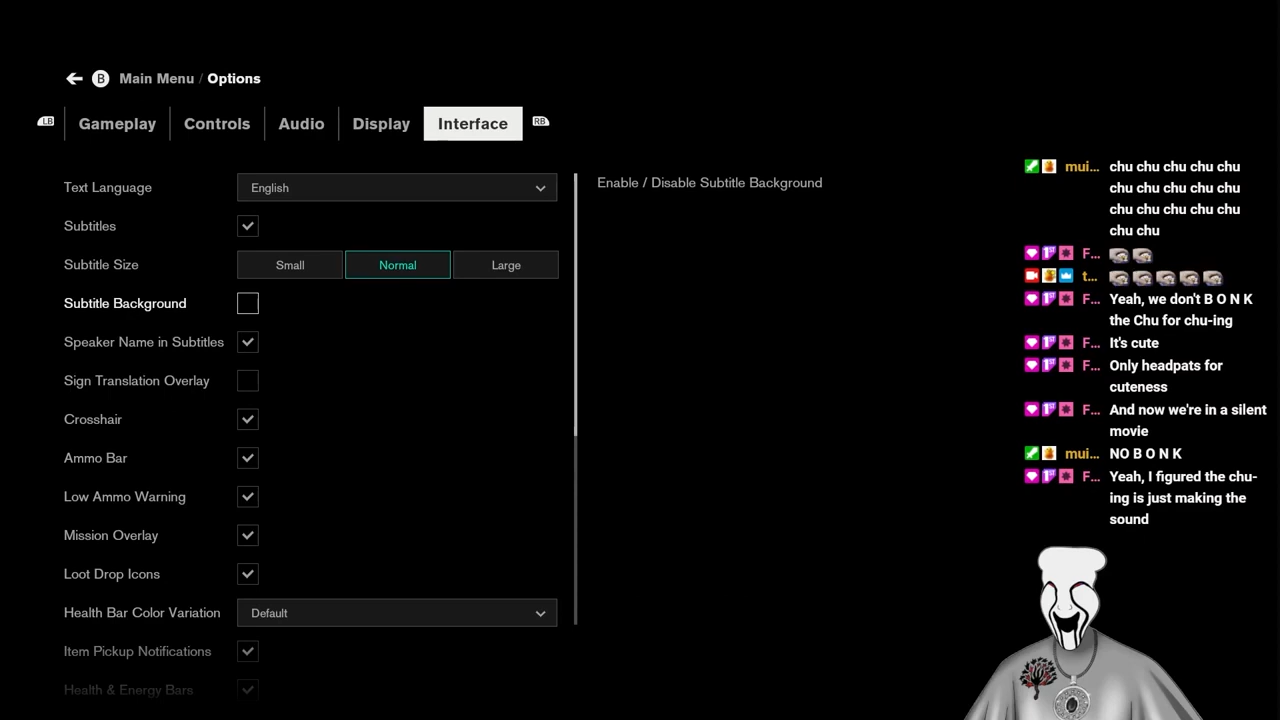 B Main Menu / Options
LB Gameplay Controls Audio Display Interface RB
Text Language English
Subtitles
Subtitle Size Small Normal Large
Subtitle Background
Speaker Name in Subtitles
Sign Translation Overlay
Crosshair
Ammo Bar
Low Ammo Warning
Mission Overlay
Loot Drop Icons
Health Bar Color Variation Default
Item Pickup Notifications
Health & Energy Bars
Enable / Disable Subtitle Background
mui... chu chu chu chu chu
chu chu chu chu chu
chu chu chu chu chu
chu chu
F...
t...
F... Yeah, we don't B O N K
the Chu for chu-ing
F... It's cute
F... Only headpats for
cuteness
F... And now we're in a silent
movie
mui... NO B O N K
F... Yeah, I figured the chu-
ing is just making the
sound